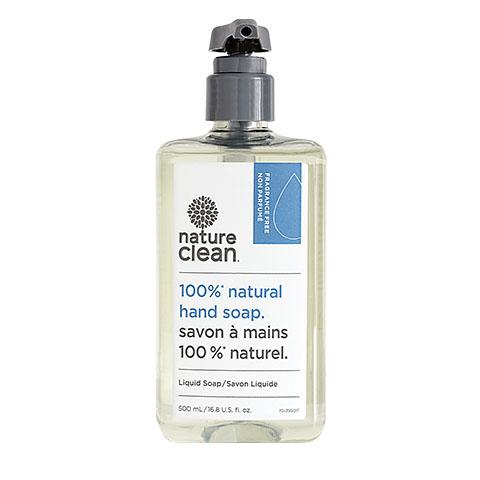 FRAGRANCE FREE
NON PARFUMÉ
nature
clean.
100%* natural
hand soap.
savon à mains
100 %* naturel.
Liquid Soap/Savon Liquide
500 mL/16.8 U.S. fl. oz.